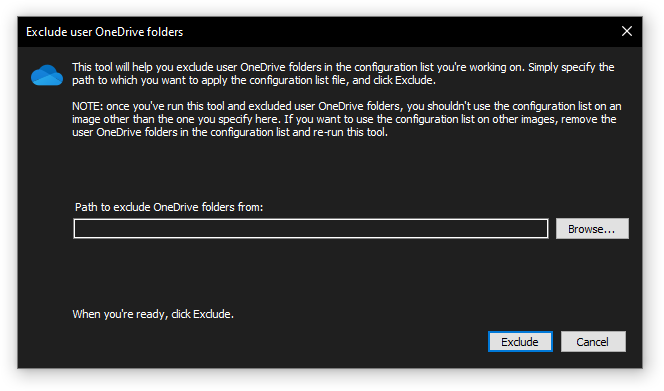 Exclude user OneDrive folders
This tool will help you exclude user OneDrive folders in the configuration list you're working on. Simply specify the
path to which you want to apply the configuration list file, and click Exclude.
NOTE: once you've run this tool and excluded user OneDrive folders, you shouldn't use the configuration list on an
image other than the one you specify here. If you want to use the configuration list on other images, remove the
user OneDrive folders in the configuration list and re-run this tool.
Path to exclude OneDrive folders from:
Browse...
When you're ready, click Exclude.
Exclude
Cancel